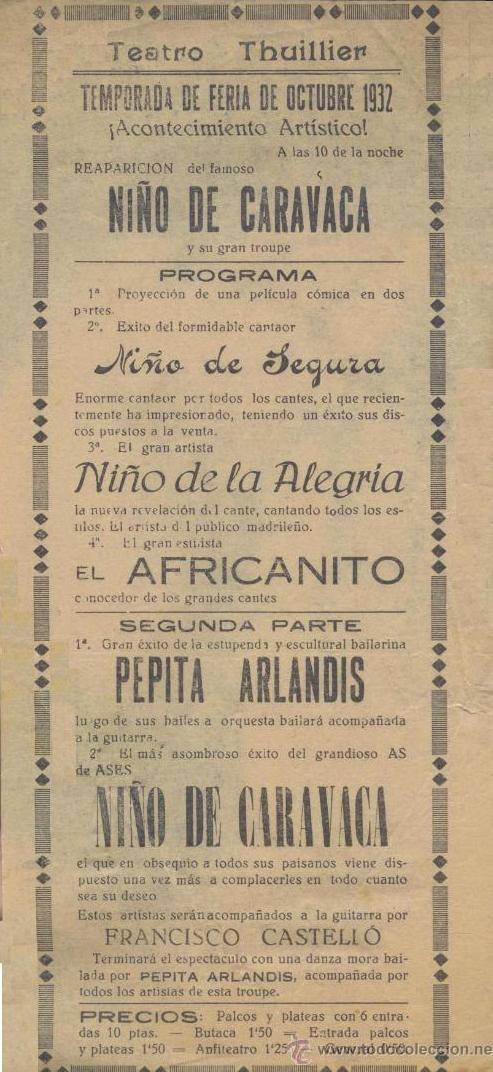 Teatro Thuillier
TEMPORADA DE FERIA DE OCTUBRE 1932
¡Acontecimiento Artístico!
A las 10 de la noche
REAPARICION del famoso
NIÑO DE CARAVACA
y su gran troupe
PROGRAMA
1ª Proyección de una película cómica en dos
partes.
2º. Exito del formidable cantaor
Niño de Segura
Enorme cantaor por todos los cantes, el que recien-
temente ha impresionado, teniendo un éxito sus dis-
cos puestos a la venta.
3ª. El gran artista
Niño de la Alegria
la nueva revelación del cante, cantando todos los es-
tilos. El artista del publico madrileño.
4ª. El gran estilista
EL AFRICANITO
conocedor de los grandes cantes
SEGUNDA PARTE
1ª. Gran éxito de la estupenda y escultural bailarina
PEPITA ARLANDIS
luego de sus bailes a orquesta bailará acompañada
a la guitarra.
2ª El más asombroso éxito del grandioso AS
de ASES
NIÑO DE CARAVACA
el que en obsequio a todos sus paisanos viene dis-
puesto una vez más a complacerles en todo cuanto
sea su deseo
Estos artistas serán acompañados a la guitarra por
FRANCISCO CASTELLÓ
Terminará el espectaculo con una danza mora bai-
lada por PEPITA ARLANDIS, acompañada por
todos los artistas de esta troupe.
PRECIOS: Palcos y plateas con 6 entra-
das 10 ptas. — Butaca 1'50 — Entrada palcos
y plateas 1'50 — Anfiteatro 1'25 — General 0'50
www.todocoleccion.net